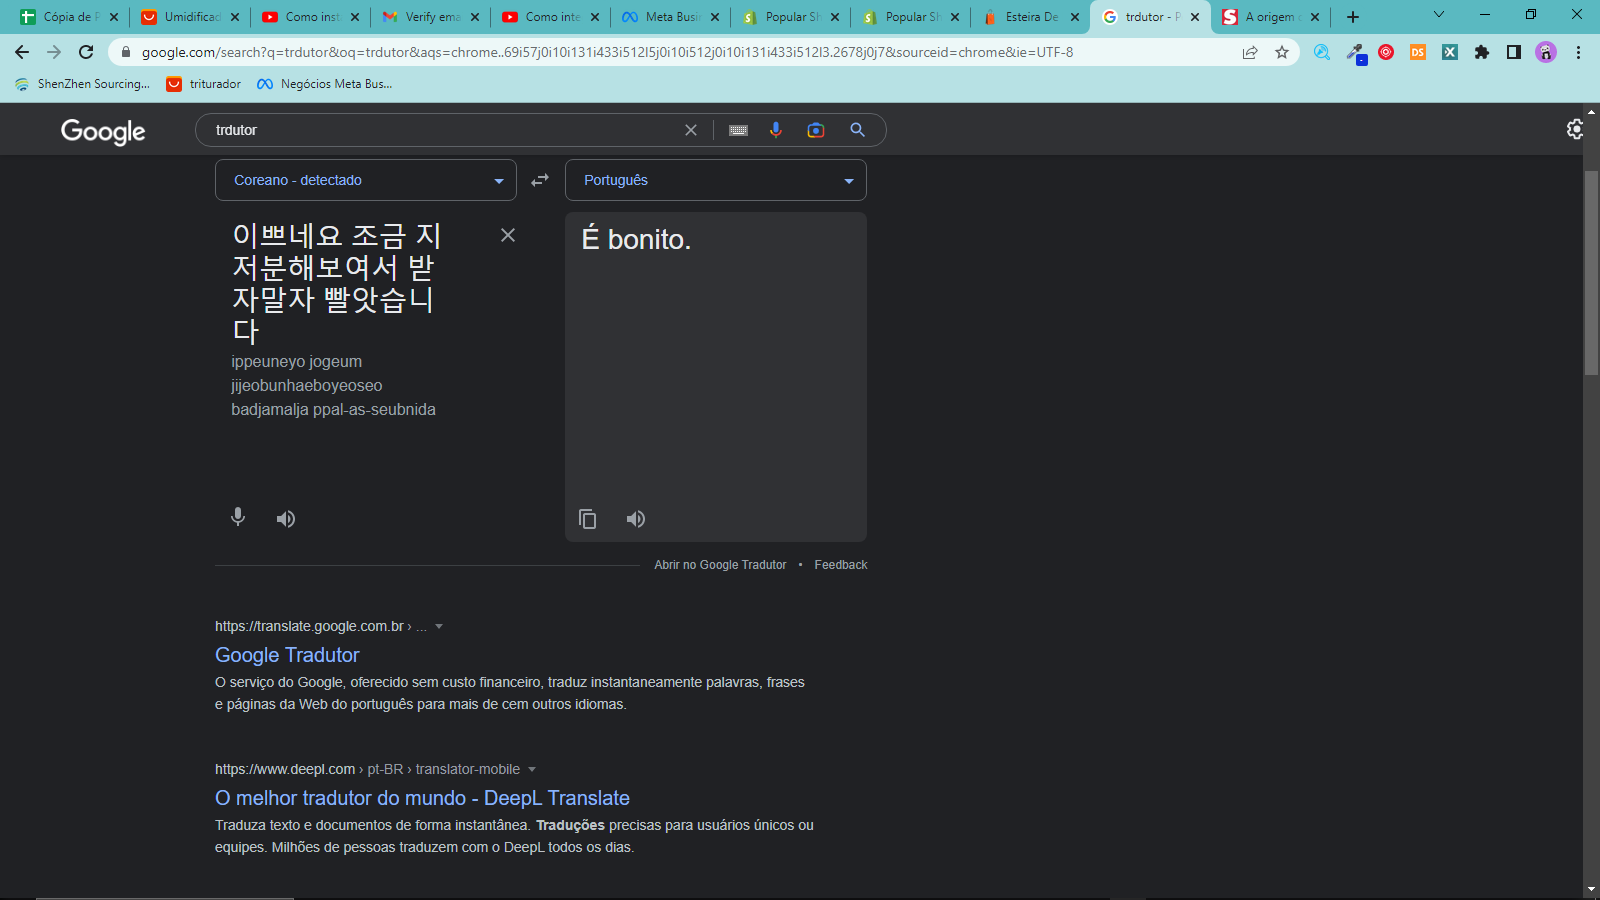 Cópia de P
Umidificad
Como inst
Verify ema
Como inte
Meta Busi
Popular Sh
Popular Sh
Esteira De
trdutor - P
A origem
google.com/search?q=trdutor&oq=trdutor&aqs=chrome..69i57j0i10i131i433i512l5j0i10i512j0i10i131i433i512l3.2678j0j7&sourceid=chrome&ie=UTF-8
ShenZhen Sourcing...
triturador
Negócios Meta Bus...
Google
trdutor
Coreano - detectado
Português
이쁘네요 조금 지
저분해보여서 받
자말자 빨앗습니
다
ippeuneyo jogeum
jijeobunhaeboyeoseo
badjamalja ppal-as-seubnida
É bonito.
Abrir no Google Tradutor • Feedback
https://translate.google.com.br › ...
Google Tradutor
O serviço do Google, oferecido sem custo financeiro, traduz instantaneamente palavras, frases
e páginas da Web do português para mais de cem outros idiomas.
https://www.deepl.com › pt-BR › translator-mobile
O melhor tradutor do mundo - DeepL Translate
Traduza texto e documentos de forma instantânea. Traduções precisas para usuários únicos ou
equipes. Milhões de pessoas traduzem com o DeepL todos os dias.